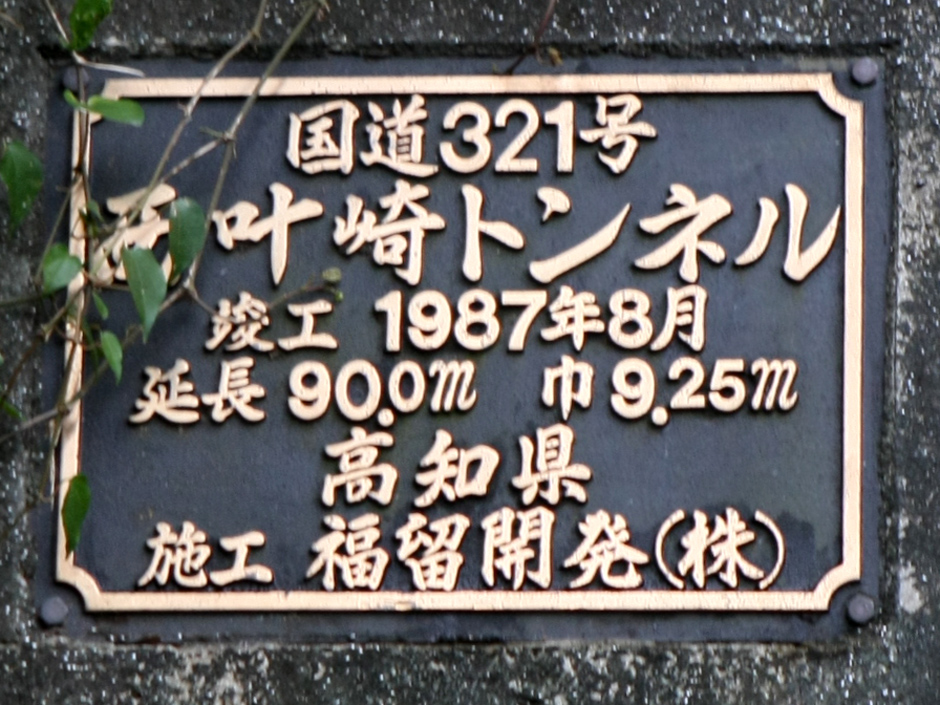 国道321号
西叶崎トンネル
竣工 1987年8月
延長 90.0m 巾 9.25m
高知県
施工 福留開発(株)